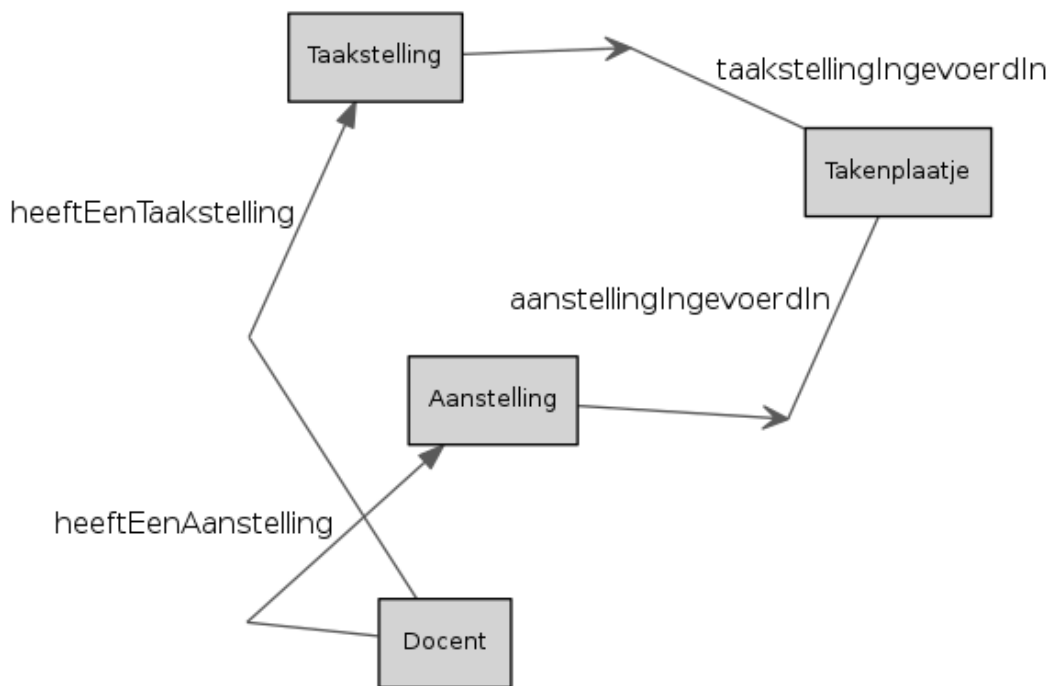 Taakstelling
taakstellingIngevoerdIn
Takenplaatje
heeftEenTaakstelling
aanstellingIngevoerdIn
Aanstelling
heeftEenAanstelling
Docent